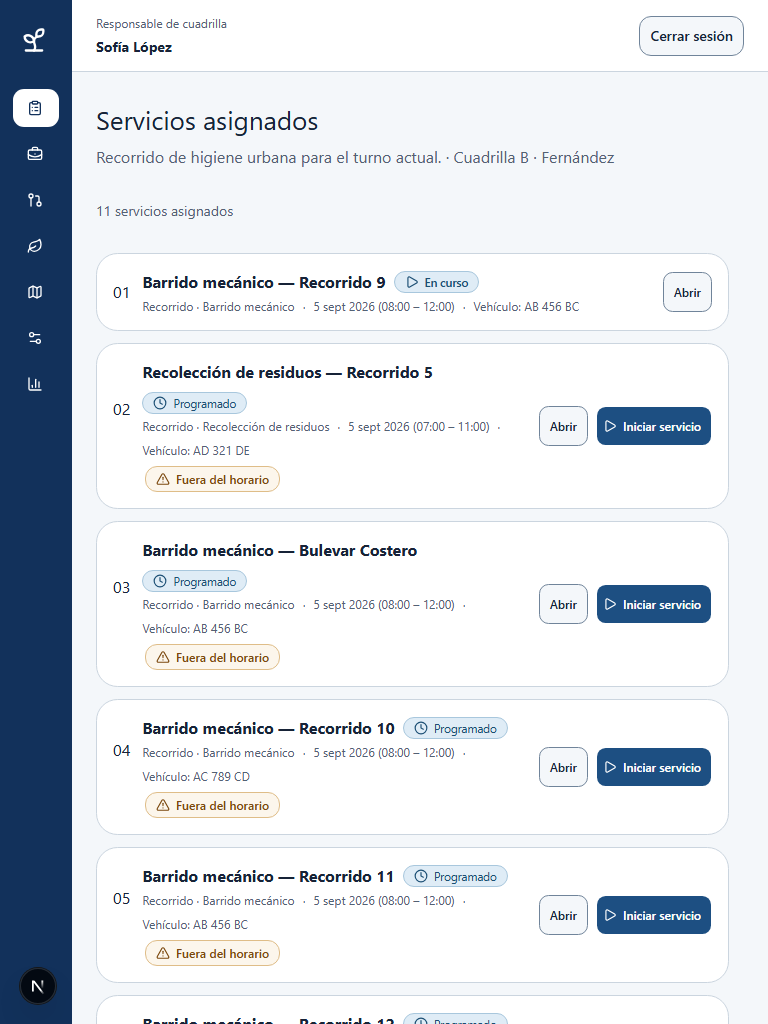 Responsable de cuadrilla
Sofía López
Cerrar sesión
Servicios asignados
Recorrido de higiene urbana para el turno actual. · Cuadrilla B · Fernández
11 servicios asignados
01
Barrido mecánico — Recorrido 9
En curso
Recorrido · Barrido mecánico · 5 sept 2026 (08:00 – 12:00) · Vehículo: AB 456 BC
Abrir
02
Recolección de residuos — Recorrido 5
Programado
Recorrido · Recolección de residuos · 5 sept 2026 (07:00 – 11:00) ·
Vehículo: AD 321 DE
Fuera del horario
Abrir
Iniciar servicio
03
Barrido mecánico — Bulevar Costero
Programado
Recorrido · Barrido mecánico · 5 sept 2026 (08:00 – 12:00) ·
Vehículo: AB 456 BC
Fuera del horario
Abrir
Iniciar servicio
04
Barrido mecánico — Recorrido 10
Programado
Recorrido · Barrido mecánico · 5 sept 2026 (08:00 – 12:00) ·
Vehículo: AC 789 CD
Fuera del horario
Abrir
Iniciar servicio
05
Barrido mecánico — Recorrido 11
Programado
Recorrido · Barrido mecánico · 5 sept 2026 (08:00 – 12:00) ·
Vehículo: AB 456 BC
Fuera del horario
Abrir
Iniciar servicio
N
Barrido mecánico — Recorrido 12
Programado